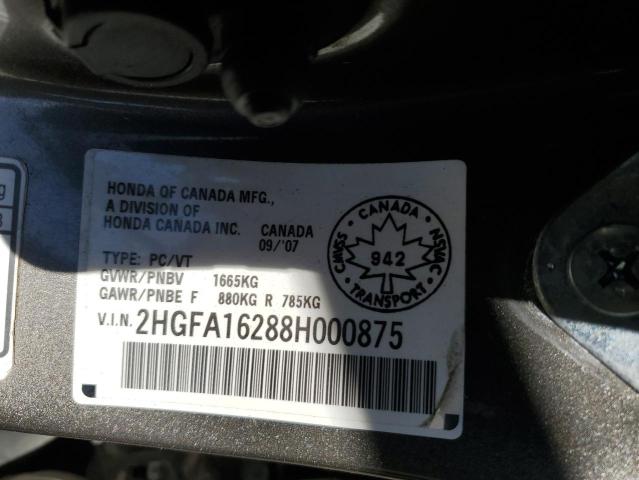 HONDA OF CANADA MFG.,
A DIVISION OF
HONDA CANADA INC.
CANADA
09/'07
TYPE: PC/VT
GVWR/PNBV 1665KG
GAWR/PNBE F 880KG R 785KG
V.I.N. 2HGFA16288H000875
CANADA
CMVSS
942
NSVAC
TRANSPORT
g
3